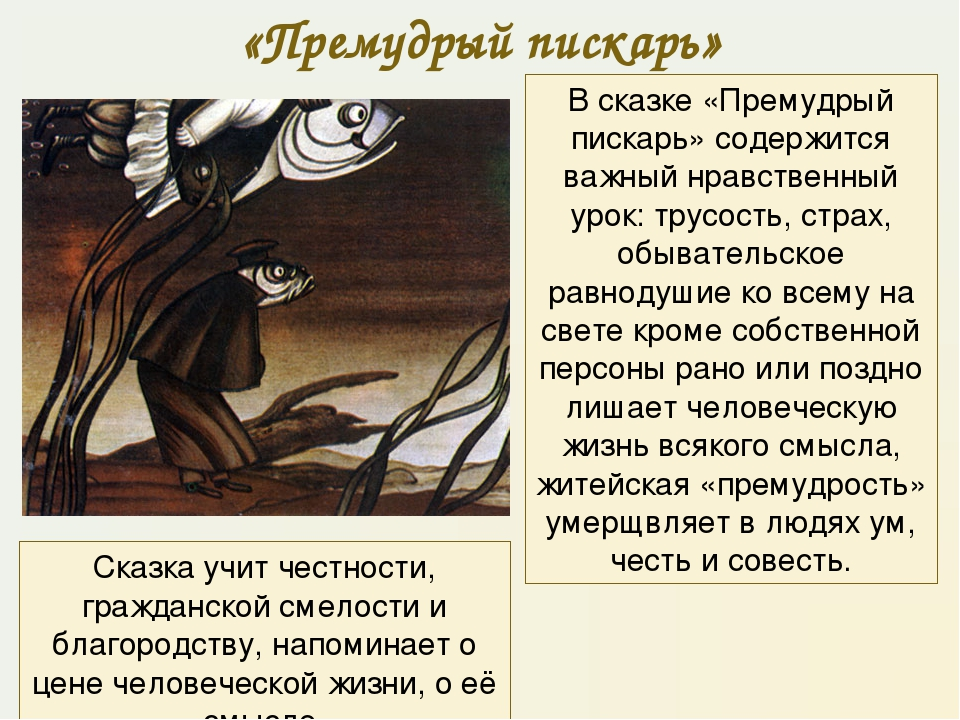 «Премудрый пискарь»
В сказке «Премудрый
пискарь» содержится
важный нравственный
урок: трусость, страх,
обывательское
равнодушие ко всему на
свете кроме собственной
персоны рано или поздно
лишает человеческую
жизнь всякого смысла,
житейская «премудрость»
умерщвляет в людях ум,
честь и совесть.
Сказка учит честности,
гражданской смелости и
благородству, напоминает о
цене человеческой жизни, о её